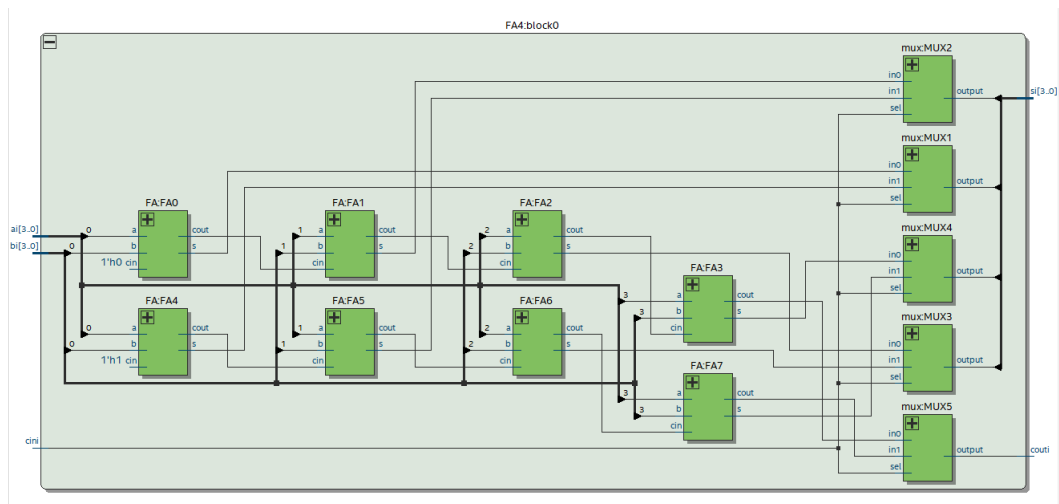 FA4:block0
mux:MUX2
in0
in1
sel
output
si[3..0]
mux:MUX1
in0
in1
sel
output
FA:FA0
a
b
cin
cout
s
1'h0
FA:FA1
a
b
cin
cout
s
FA:FA2
a
b
cin
cout
s
ai[3..0]
bi[3..0]
0
0
1
1
2
2
mux:MUX4
in0
in1
sel
output
FA:FA3
a
b
cin
cout
s
3
3
FA:FA4
a
b
cin
cout
s
1'h1
0
0
FA:FA5
a
b
cin
cout
s
1
1
FA:FA6
a
b
cin
cout
s
2
2
mux:MUX3
in0
in1
sel
output
FA:FA7
a
b
cin
cout
s
3
3
mux:MUX5
in0
in1
sel
output
cini
couti